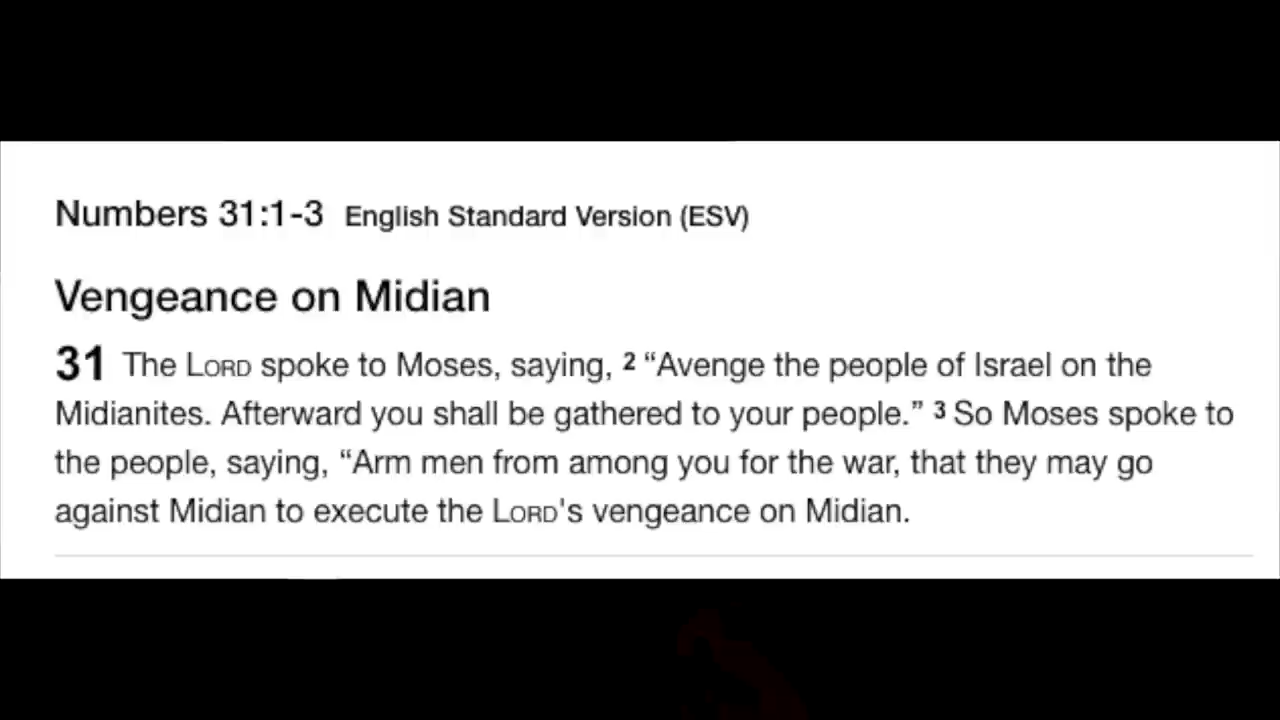 Numbers 31:1-3 English Standard Version (ESV)
Vengeance on Midian
31 The LORD spoke to Moses, saying, 2 “Avenge the people of Israel on the
Midianites. Afterward you shall be gathered to your people.” 3 So Moses spoke to
the people, saying, “Arm men from among you for the war, that they may go
against Midian to execute the LORD's vengeance on Midian.